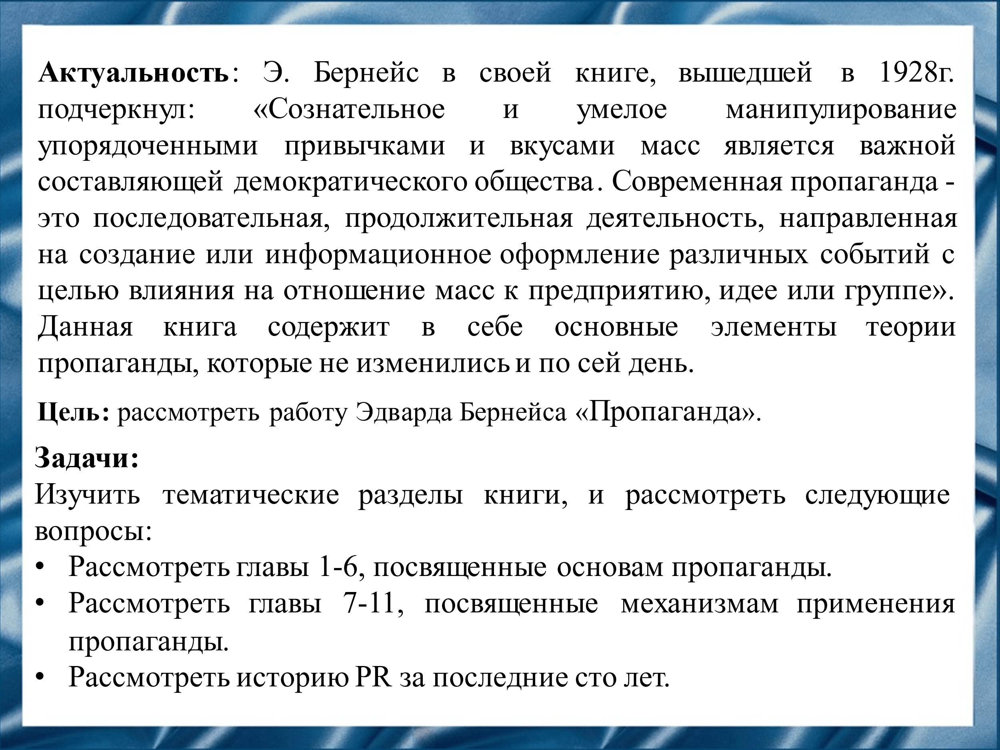 Актуальность: Э. Бернейс в своей книге, вышедшей в 1928г.
подчеркнул: «Сознательное и умелое манипулирование
упорядоченными привычками и вкусами масс является важной
составляющей демократического общества. Современная пропаганда -
это последовательная, продолжительная деятельность, направленная
на создание или информационное оформление различных событий с
целью влияния на отношение масс к предприятию, идее или группе».
Данная книга содержит в себе основные элементы теории
пропаганды, которые не изменились и по сей день.
Цель: рассмотреть работу Эдварда Бернейса «Пропаганда».
Задачи:
Изучить тематические разделы книги, и рассмотреть следующие
вопросы:
• Рассмотреть главы 1-6, посвященные основам пропаганды.
• Рассмотреть главы 7-11, посвященные механизмам применения
пропаганды.
• Рассмотреть историю PR за последние сто лет.